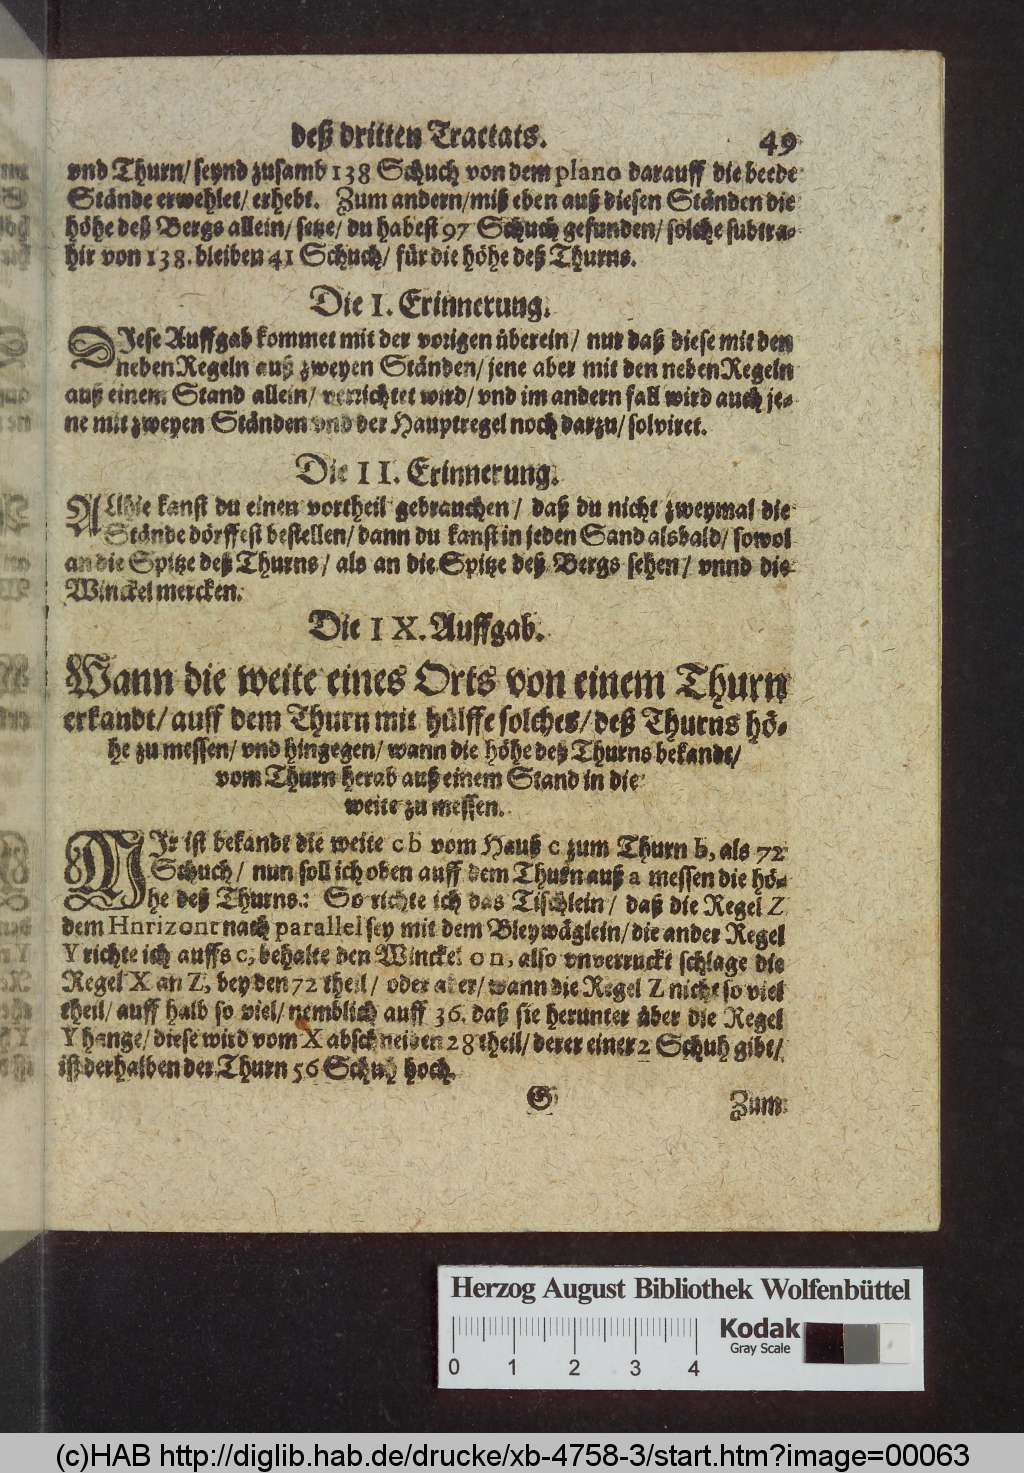 deß dritten Tractats. 49
vnd Thurn/ seynd zusamb 138 Schuch von dem plano darauff die beede
Stände erwehlet/ erhebt. Zum andern/ miß eben auß diesen Ständen die
höhe deß Bergs allein/ setze/ du habest 97 Schuch gefunden/ solche subtra-
hir von 138. bleiben 41 Schuch/ für die höhe deß Thurns.
Die I. Erinnerung.
DIese Auffgab kommet mit der vorigen überein/ nur daß diese mit den
neben Regeln auß zweyen Ständen/ jene aber mit den neben Regeln
auß einem Stand allein/ verrichtet wird/ vnd im andern fall wird auch je-
ne mit zweyen Ständen vnd der Hauptregel noch darzu/ solviret.
Die II. Erinnerung.
ALlhie kanst du einen vortheil gebrauchen/ daß du nicht zweymal die
Stände dörffest bestellen/ dann du kanst in jeden Sand alsbald/ sowol
an die Spitze deß Thurns/ als an die Spitze deß Bergs sehen/ vnnd die
Winckel mercken.
Die IX. Auffgab.
Wann die weite eines Orts von einem Thurn
erkandt/ auff dem Thurn mit hülffe solches/ deß Thurns hö-
he zu messen/ vnd hingegen/ wann die höhe deß Thurns bekandt/
vom Thurn herab auß einem Stand in die
weite zu messen.
MIr ist bekandt die weite c b vom Hauß c zum Thurn b, als 72
Schuch/ nun soll ich oben auff dem Thurn auß a messen die hö-
he deß Thurns.: So richte ich das Tischlein/ daß die Regel Z
dem Hnrizont nach parallel sey mit dem Bleywäglein/ die ander Regel
Y richte ich auffs c, behalte den Winckel o n, also vnverruckt schlage die
Regel X an Z, bey den 72 theil/ oder aber/ wann die Regel Z nicht so viel
theil/ auff halb so viel/ nemblich auff 36. daß sie herunter über die Regel
Y hange/ diese wird vom X abschneiden 28 theil/ derer einer 2 Schuh gibt/
ist derhalben der Thurn 56 Schuch hoch.
G Zum
Herzog August Bibliothek Wolfenbüttel
Kodak
Gray Scale
0 1 2 3 4
(c)HAB http://diglib.hab.de/drucke/xb-4758-3/start.htm?image=00063